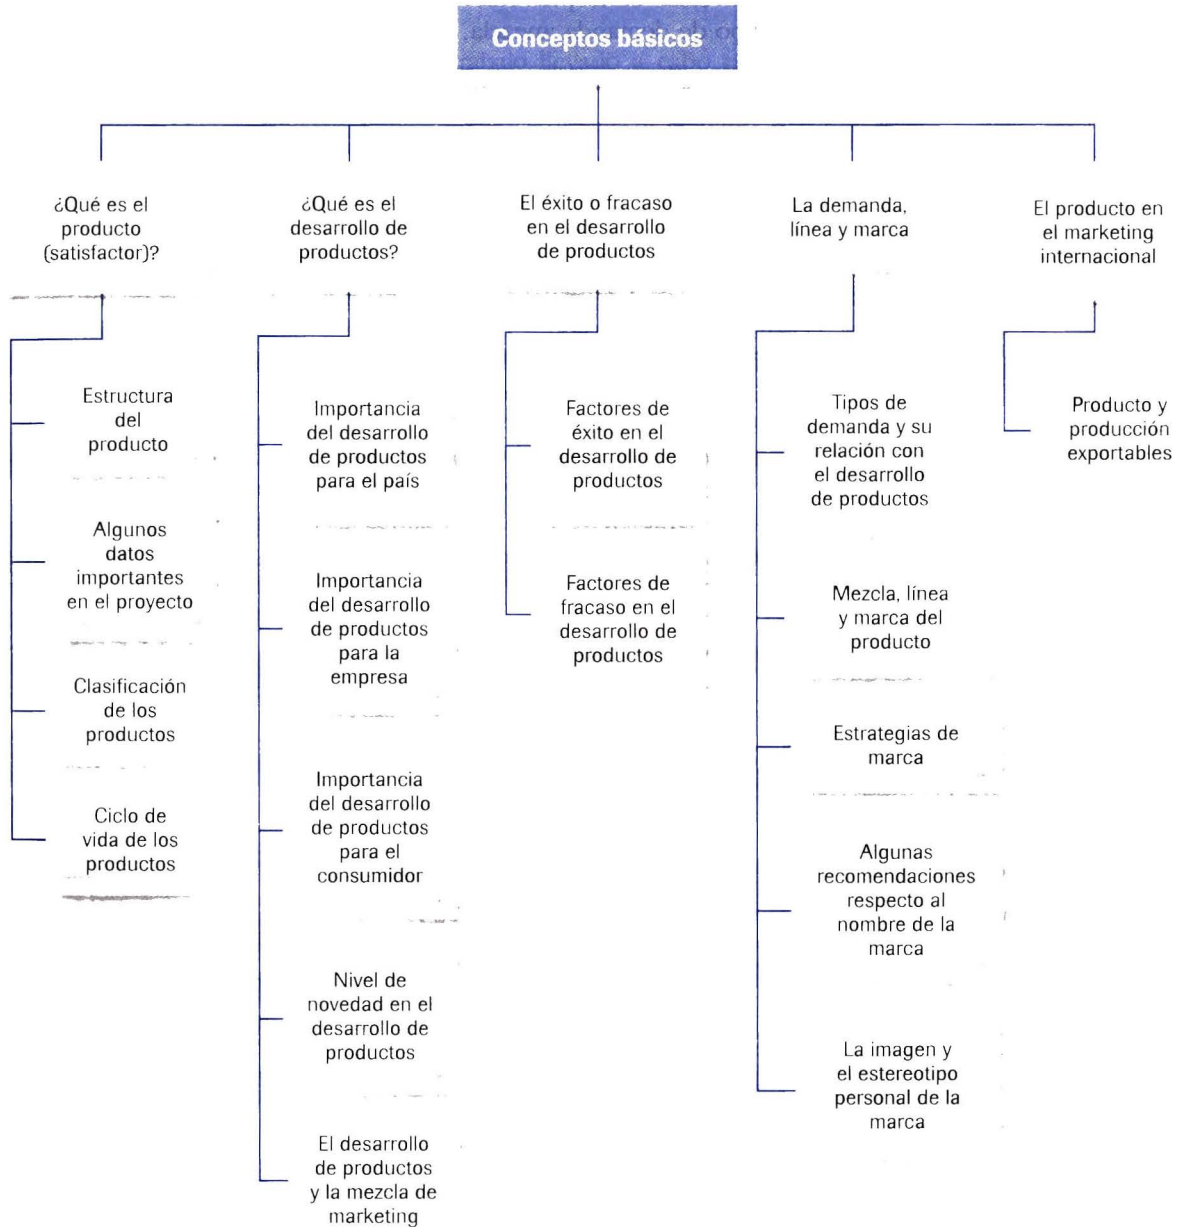 Conceptos básicos
¿Qué es el
producto
(satisfactor)?
Estructura
del
producto
Algunos
datos
importantes
en el proyecto
Clasificación
de los
productos
Ciclo de
vida de los
productos
¿Qué es el
desarrollo de
productos?
Importancia
del desarrollo
de productos
para el país
Importancia
del desarrollo
de productos
para la
empresa
Importancia
del desarrollo
de productos
para el
consumidor
Nivel de
novedad en el
desarrollo de
productos
El desarrollo
de productos
y la mezcla de
marketing
El éxito o fracaso
en el desarrollo
de productos
Factores de
éxito en el
desarrollo de
productos
Factores de
fracaso en el
desarrollo de
productos
La demanda,
línea y marca
Tipos de
demanda y su
relación con
el desarrollo
de productos
Mezcla, línea
y marca del
producto
Estrategias de
marca
Algunas
recomendaciones
respecto al
nombre de la
marca
La imagen y
el estereotipo
personal de la
marca
El producto en
el marketing
internacional
Producto y
producción
exportables